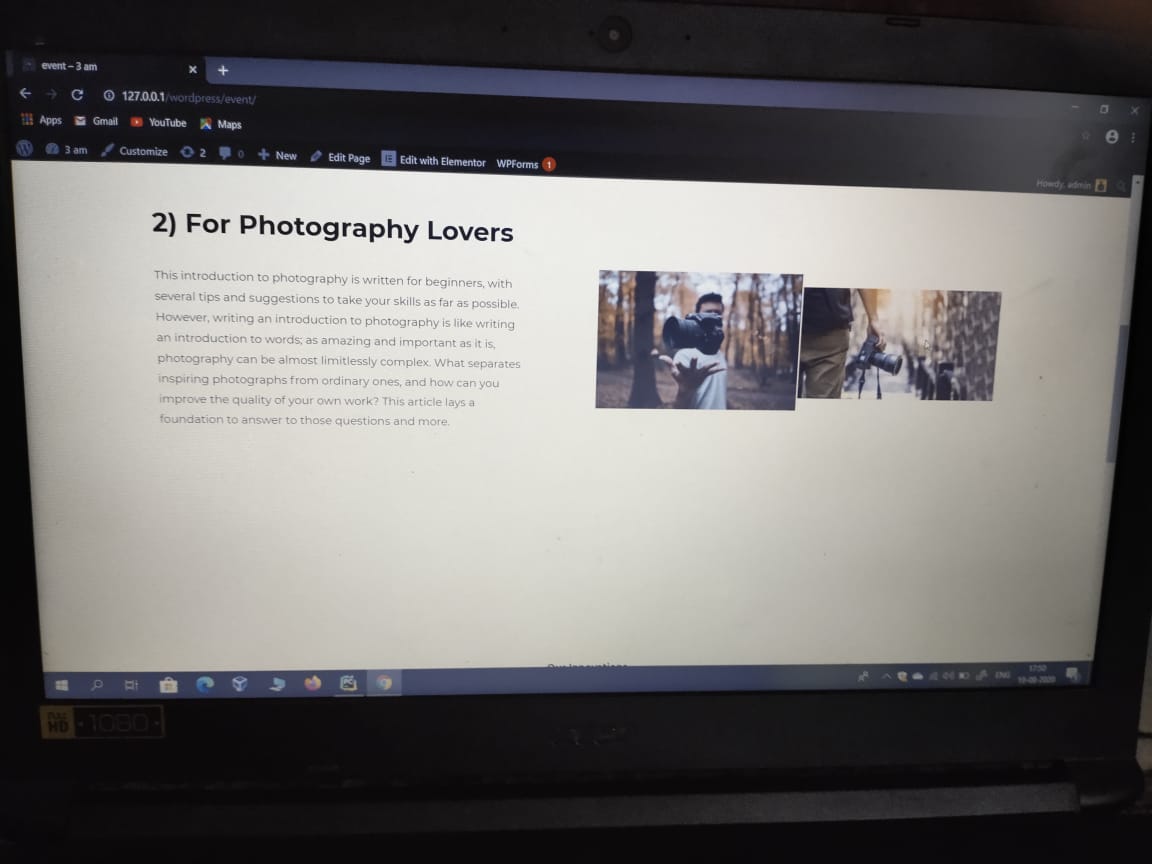 event – 3 am
127.0.0.1/wordpress/event/
Apps Gmail YouTube Maps
3 am Customize 2 0 New Edit Page Edit with Elementor WPForms 1
Howdy, admin
2) For Photography Lovers
This introduction to photography is written for beginners, with
several tips and suggestions to take your skills as far as possible.
However, writing an introduction to photography is like writing
an introduction to words; as amazing and important as it is,
photography can be almost limitlessly complex. What separates
inspiring photographs from ordinary ones, and how can you
improve the quality of your own work? This article lays a
foundation to answer to those questions and more.
ENG
17:50
19-08-2020
FULL
HD 1080